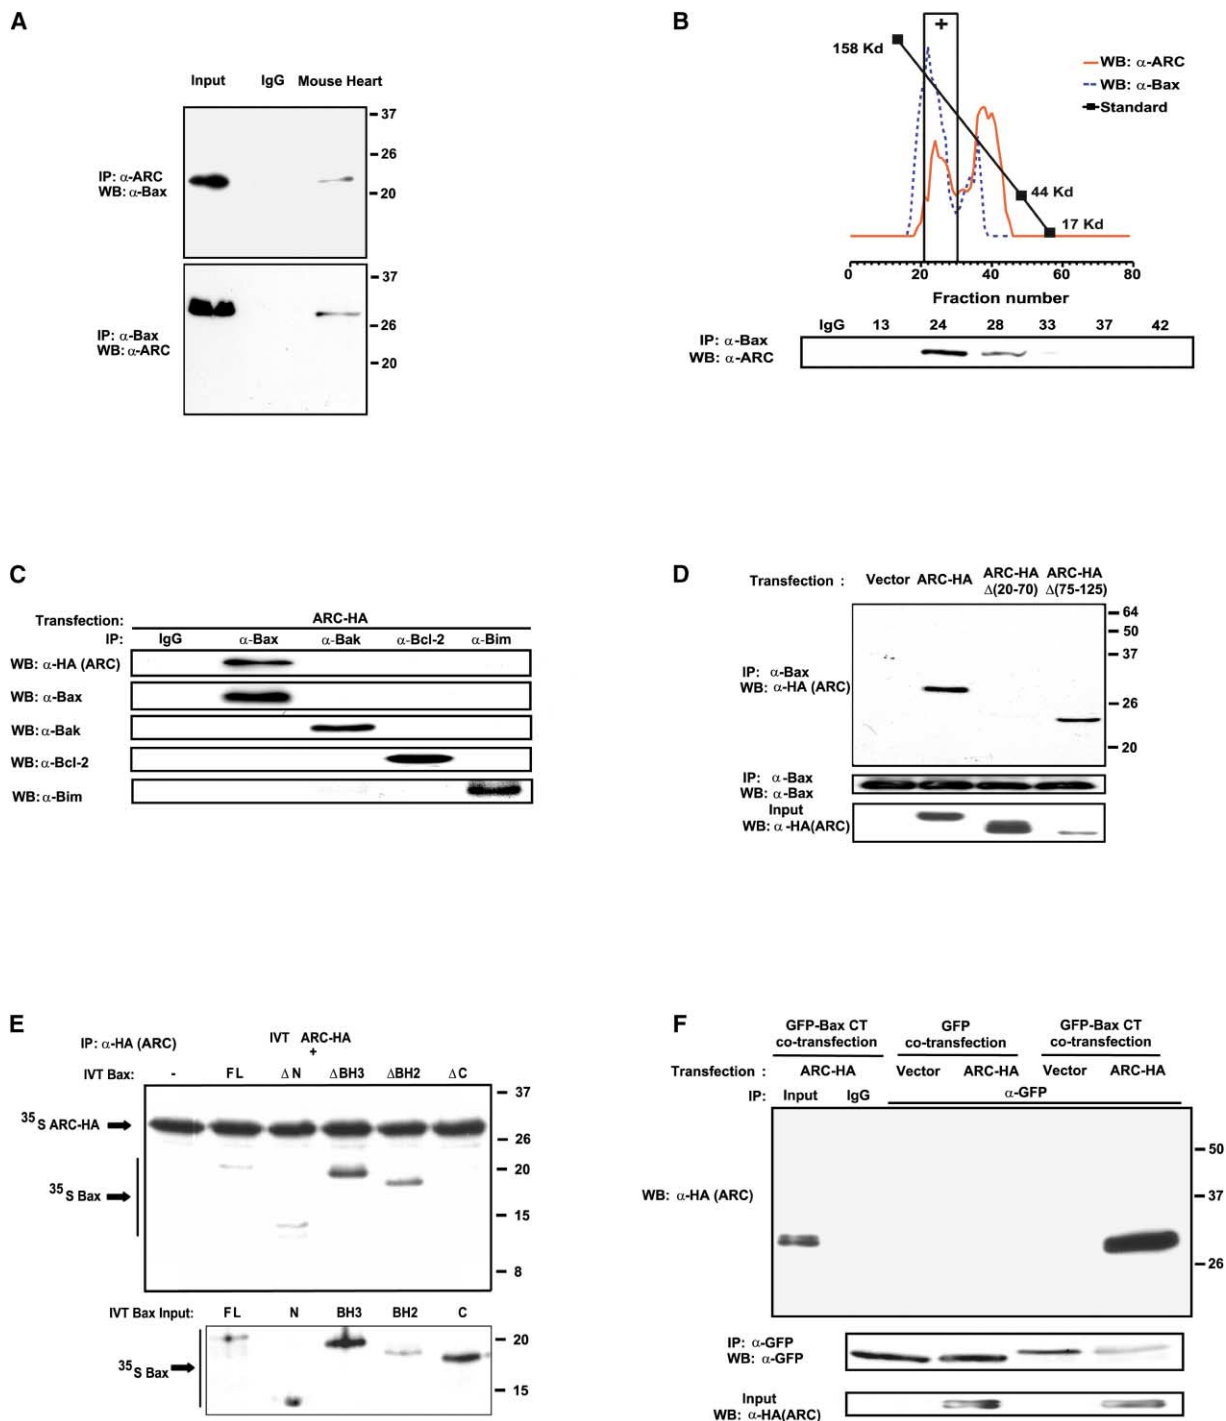 A
Input IgG Mouse Heart
37
26
20
IP: α-ARC
WB: α-Bax
37
26
20
IP: α-Bax
WB: α-ARC
B
+
158 Kd
44 Kd
17 Kd
WB: α-ARC
WB: α-Bax
Standard
0 20 40 60 80
Fraction number
IgG 13 24 28 33 37 42
IP: α-Bax
WB: α-ARC
C
Transfection: ARC-HA
IP: IgG α-Bax α-Bak α-Bcl-2 α-Bim
WB: α-HA (ARC)
WB: α-Bax
WB: α-Bak
WB: α-Bcl-2
WB: α-Bim
D
Transfection : Vector ARC-HA ARC-HA Δ(20-70) ARC-HA Δ(75-125)
64
50
37
26
20
IP: α-Bax
WB: α-HA (ARC)
IP: α-Bax
WB: α-Bax
Input
WB: α-HA(ARC)
E
IP: α-HA (ARC) IVT ARC-HA
+
IVT Bax: - FL ΔN ΔBH3 ΔBH2 ΔC
37
26
20
15
8
35S ARC-HA
35S Bax
IVT Bax Input: FL N BH3 BH2 C
20
15
35S Bax
F
GFP-Bax CT co-transfection GFP co-transfection GFP-Bax CT co-transfection
Transfection : ARC-HA Vector ARC-HA Vector ARC-HA
IP: Input IgG α-GFP
50
37
26
WB: α-HA (ARC)
IP: α-GFP
WB: α-GFP
Input
WB: α-HA(ARC)